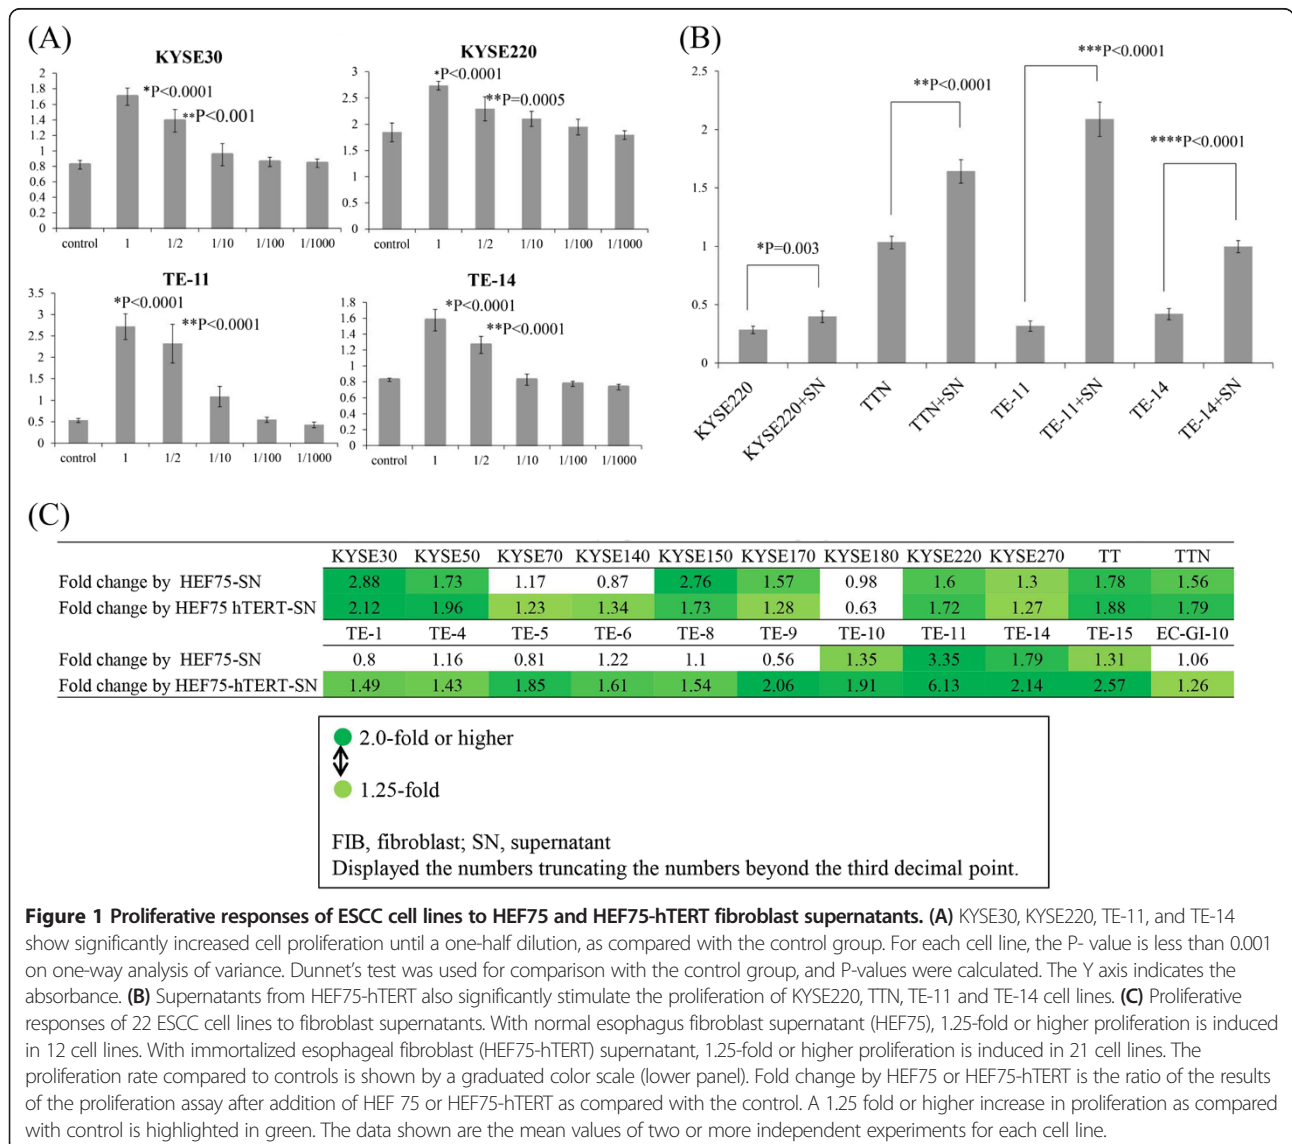 (A)
KYSE30
2
1.8
1.6
1.4
1.2
1
0.8
0.6
0.4
0.2
0
*P<0.0001
**P<0.001
control 1 1/2 1/10 1/100 1/1000
KYSE220
3
2.5
2
1.5
1
0.5
0
*P<0.0001
**P=0.0005
control 1 1/2 1/10 1/100 1/1000
TE-11
3.5
3
2.5
2
1.5
1
0.5
0
*P<0.0001
**P<0.0001
control 1 1/2 1/10 1/100 1/1000
TE-14
1.8
1.6
1.4
1.2
1
0.8
0.6
0.4
0.2
0
*P<0.0001
**P<0.0001
control 1 1/2 1/10 1/100 1/1000
(B)
2.5
2
1.5
1
0.5
0
*P=0.003
**P<0.0001
***P<0.0001
****P<0.0001
KYSE220 KYSE220+SN TTN TTN+SN TE-11 TE-11+SN TE-14 TE-14+SN
(C)
KYSE30 KYSE50 KYSE70 KYSE140 KYSE150 KYSE170 KYSE180 KYSE220 KYSE270 TT TTN
Fold change by HEF75-SN 2.88 1.73 1.17 0.87 2.76 1.57 0.98 1.6 1.3 1.78 1.56
Fold change by HEF75 hTERT-SN 2.12 1.96 1.23 1.34 1.73 1.28 0.63 1.72 1.27 1.88 1.79
TE-1 TE-4 TE-5 TE-6 TE-8 TE-9 TE-10 TE-11 TE-14 TE-15 EC-GI-10
Fold change by HEF75-SN 0.8 1.16 0.81 1.22 1.1 0.56 1.35 3.35 1.79 1.31 1.06
Fold change by HEF75-hTERT-SN 1.49 1.43 1.85 1.61 1.54 2.06 1.91 6.13 2.14 2.57 1.26
2.0-fold or higher
1.25-fold
FIB, fibroblast; SN, supernatant
Displayed the numbers truncating the numbers beyond the third decimal point.
Figure 1 Proliferative responses of ESCC cell lines to HEF75 and HEF75-hTERT fibroblast supernatants. (A) KYSE30, KYSE220, TE-11, and TE-14
show significantly increased cell proliferation until a one-half dilution, as compared with the control group. For each cell line, the P- value is less than 0.001
on one-way analysis of variance. Dunnet's test was used for comparison with the control group, and P-values were calculated. The Y axis indicates the
absorbance. (B) Supernatants from HEF75-hTERT also significantly stimulate the proliferation of KYSE220, TTN, TE-11 and TE-14 cell lines. (C) Proliferative
responses of 22 ESCC cell lines to fibroblast supernatants. With normal esophagus fibroblast supernatant (HEF75), 1.25-fold or higher proliferation is induced
in 12 cell lines. With immortalized esophageal fibroblast (HEF75-hTERT) supernatant, 1.25-fold or higher proliferation is induced in 21 cell lines. The
proliferation rate compared to controls is shown by a graduated color scale (lower panel). Fold change by HEF75 or HEF75-hTERT is the ratio of the results
of the proliferation assay after addition of HEF 75 or HEF75-hTERT as compared with the control. A 1.25 fold or higher increase in proliferation as compared
with control is highlighted in green. The data shown are the mean values of two or more independent experiments for each cell line.